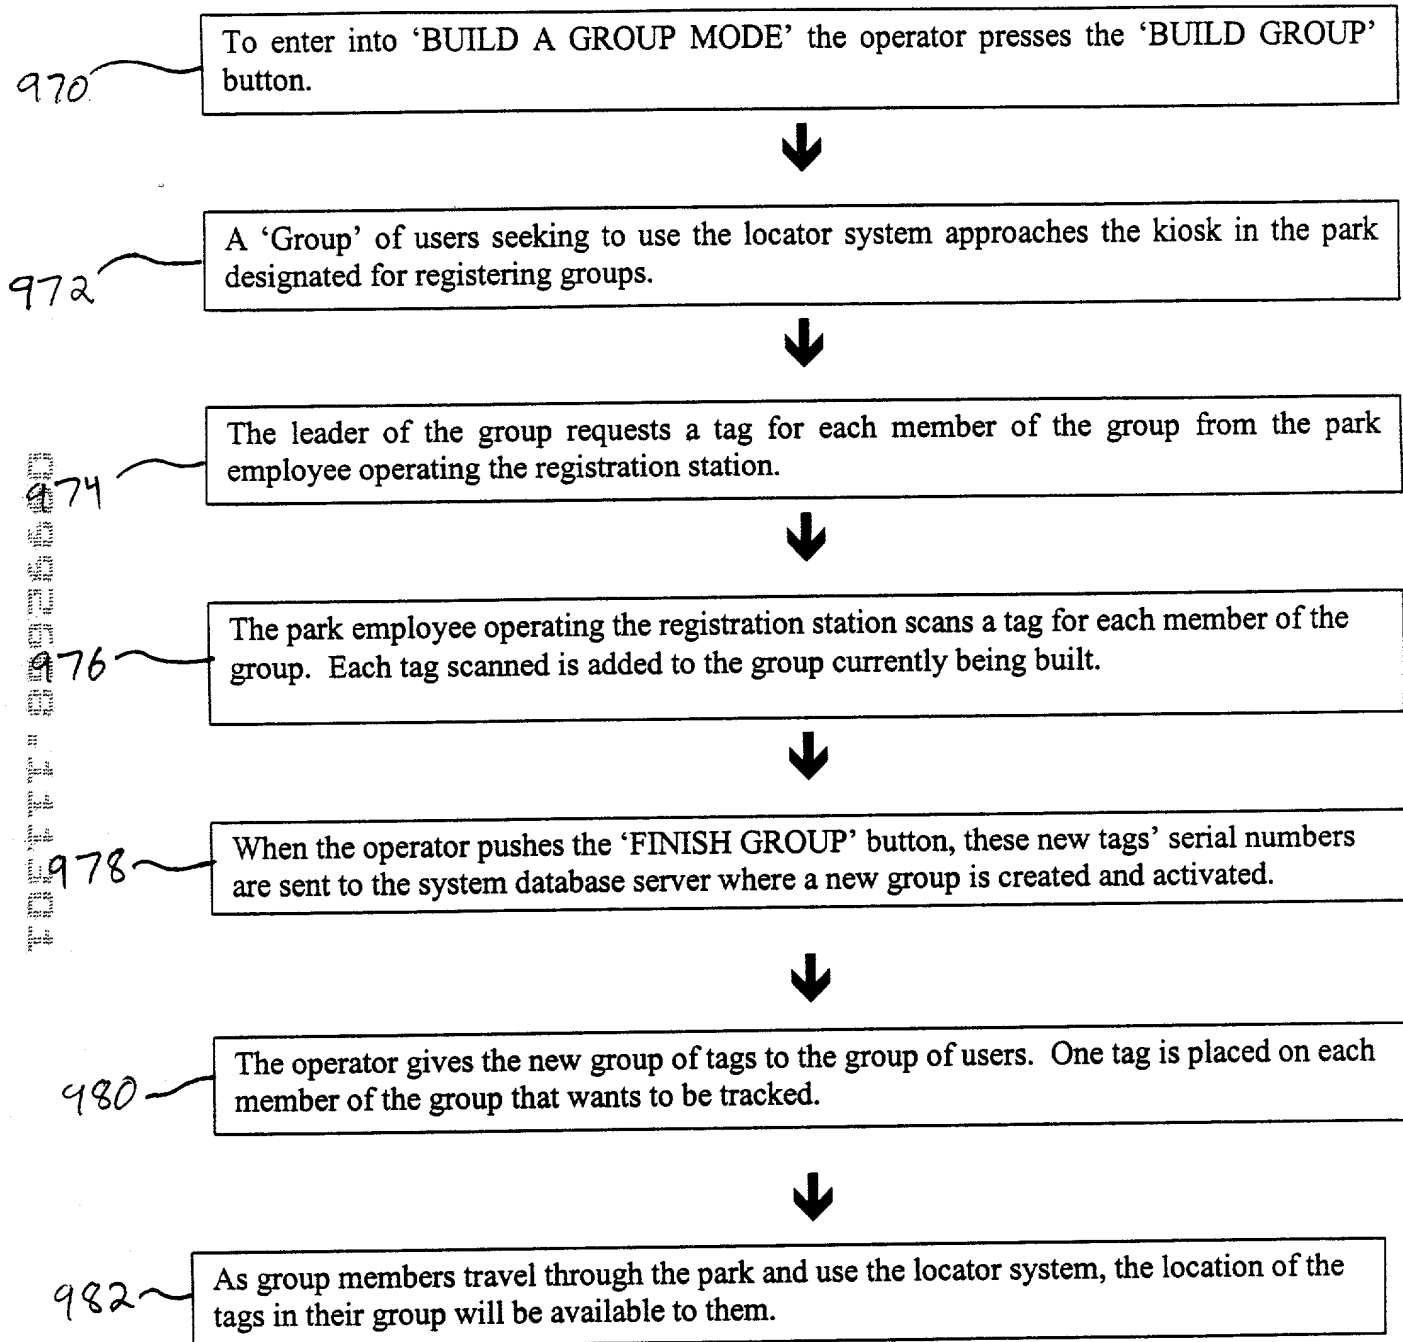 To enter into ‘BUILD A GROUP MODE’ the operator presses the ‘BUILD GROUP’
button.
970
A ‘Group’ of users seeking to use the locator system approaches the kiosk in the park
designated for registering groups.
972
The leader of the group requests a tag for each member of the group from the park
employee operating the registration station.
974
The park employee operating the registration station scans a tag for each member of the
group. Each tag scanned is added to the group currently being built.
976
When the operator pushes the ‘FINISH GROUP’ button, these new tags’ serial numbers
are sent to the system database server where a new group is created and activated.
978
The operator gives the new group of tags to the group of users. One tag is placed on each
member of the group that wants to be tracked.
980
As group members travel through the park and use the locator system, the location of the
tags in their group will be available to them.
982